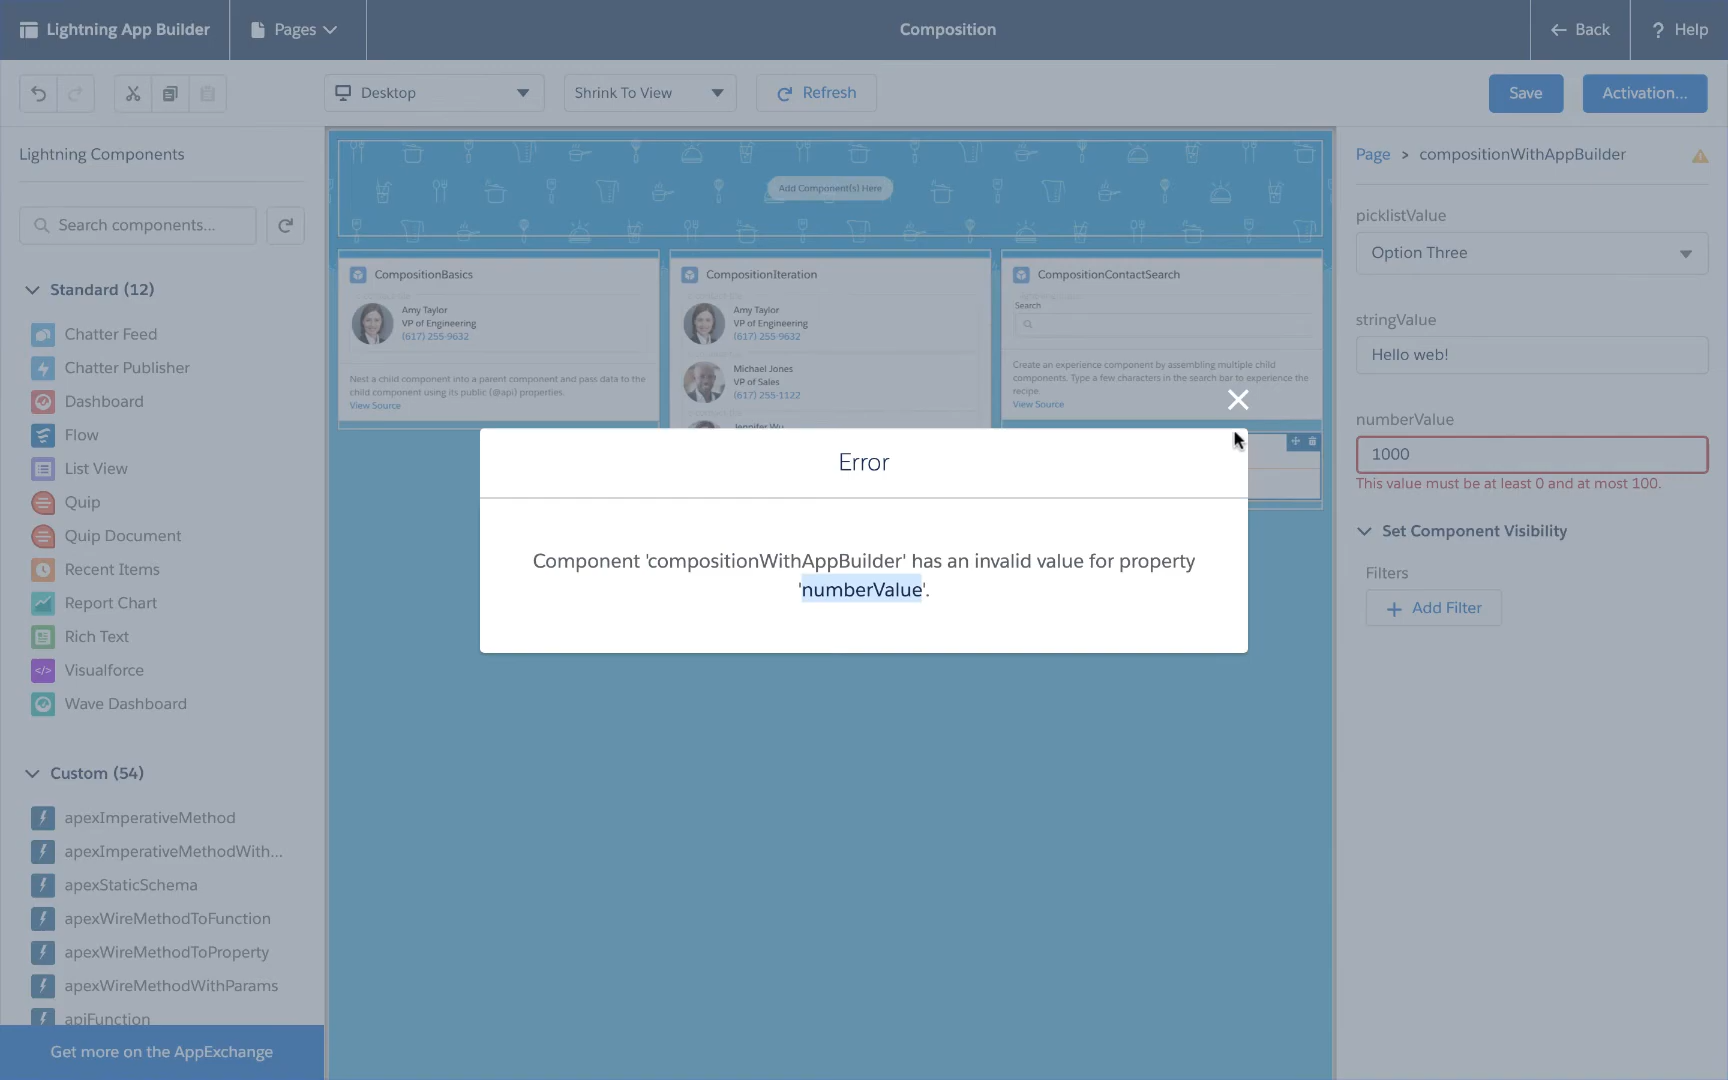 Lightning App Builder
Pages
Composition
Back
? Help
Desktop
Shrink To View
Refresh
Save
Activation...
Lightning Components
Search components...
Standard (12)
Chatter Feed
Chatter Publisher
Dashboard
Flow
List View
Quip
Quip Document
Recent Items
Report Chart
Rich Text
Visualforce
Wave Dashboard
Custom (54)
apexImperativeMethod
apexImperativeMethodWith...
apexStaticSchema
apexWireMethodToFunction
apexWireMethodToProperty
apexWireMethodWithParams
apiFunction
Get more on the AppExchange
Add Component(s) Here
CompositionBasics
Amy Taylor
VP of Engineering
(617) 255-9632
Nest a child component into a parent component and pass data to the
child component using its public (@api) properties.
View Source
CompositionIteration
Amy Taylor
VP of Engineering
(617) 255-9632
Michael Jones
VP of Sales
(617) 255-1122
Jennifer Wu
CompositionContactSearch
Search
Create an experience component by assembling multiple child
components. Type a few characters in the search bar to experience the
recipe.
View Source
Error
Component 'compositionWithAppBuilder' has an invalid value for property
'numberValue'.
Page > compositionWithAppBuilder
picklistValue
Option Three
stringValue
Hello web!
numberValue
1000
This value must be at least 0 and at most 100.
Set Component Visibility
Filters
Add Filter